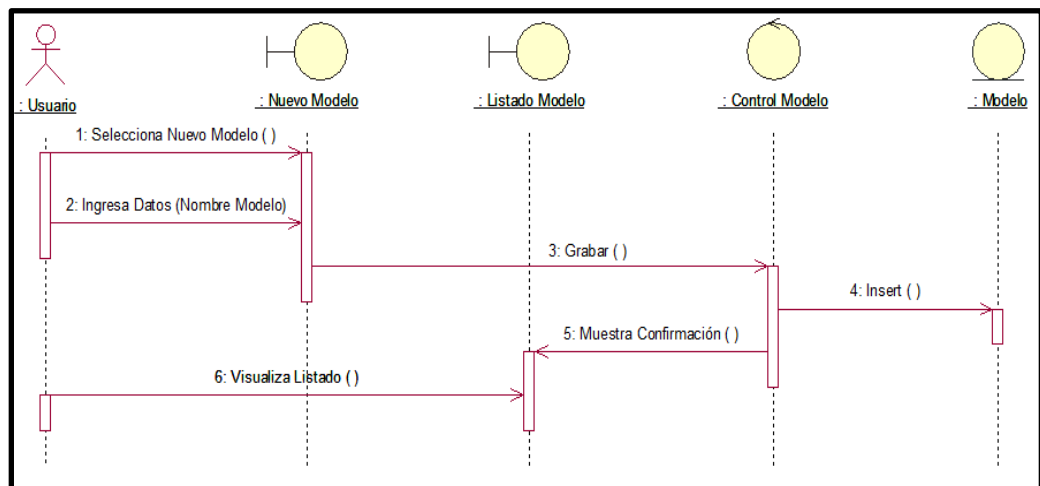 : Usuario
: Nuevo Modelo
: Listado Modelo
: Control Modelo
: Modelo
1: Selecciona Nuevo Modelo ( )
2: Ingresa Datos (Nombre Modelo)
3: Grabar ( )
4: Insert ( )
5: Muestra Confirmación ( )
6: Visualiza Listado ( )